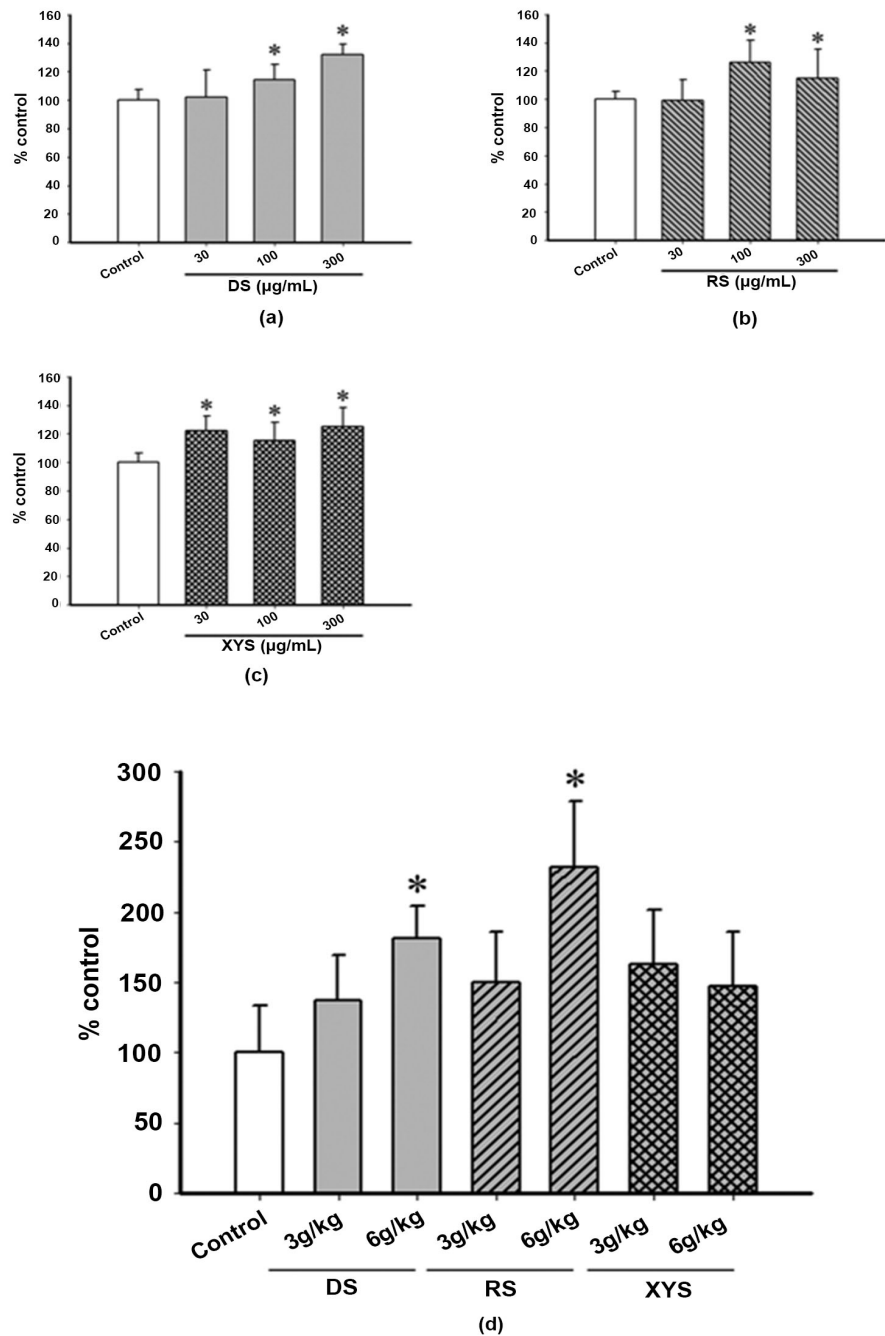 160
140
120
100
80
60
40
20
0
% control
* *
Control 30 100 300
DS (µg/mL)
(a)
160
140
120
100
80
60
40
20
0
% control
* *
Control 30 100 300
RS (µg/mL)
(b)
160
140
120
100
80
60
40
20
0
% control
* * *
Control 30 100 300
XYS (µg/mL)
(c)
300
250
200
150
100
50
0
% control
* *
Control 3g/kg 6g/kg 3g/kg 6g/kg 3g/kg 6g/kg
DS RS XYS
(d)